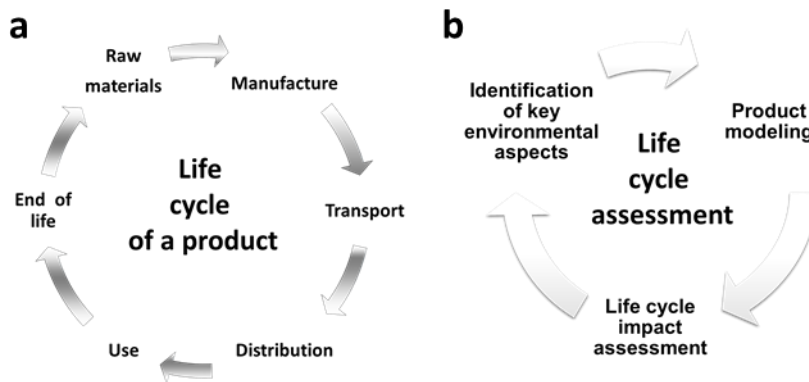 a
Raw
materials
Manufacture
Transport
Distribution
Use
End of
life
Life
cycle
of a product
b
Identification
of key
environmental
aspects
Product
modeling
Life cycle
impact
assessment
Life
cycle
assessment